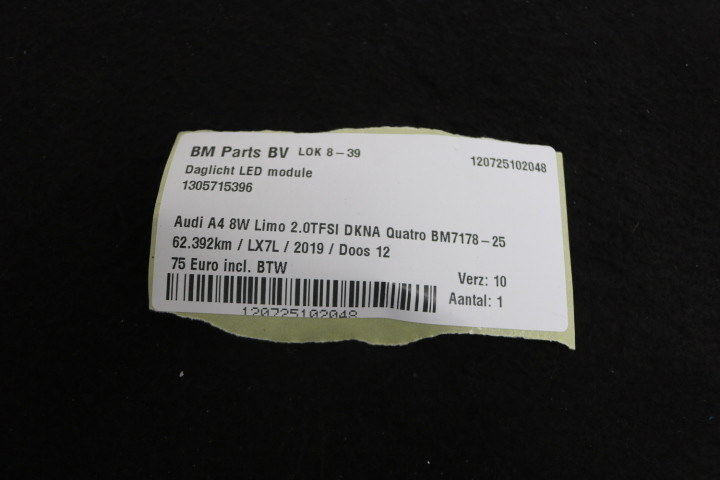 BM Parts BV LOK 8-39
120725102048
Daglicht LED module
1305715396
Audi A4 8W Limo 2.0TFSI DKNA Quatro BM7178-25
62.392km / LX7L / 2019 / Doos 12
75 Euro incl. BTW
Verz: 10
Aantal: 1
120725102048